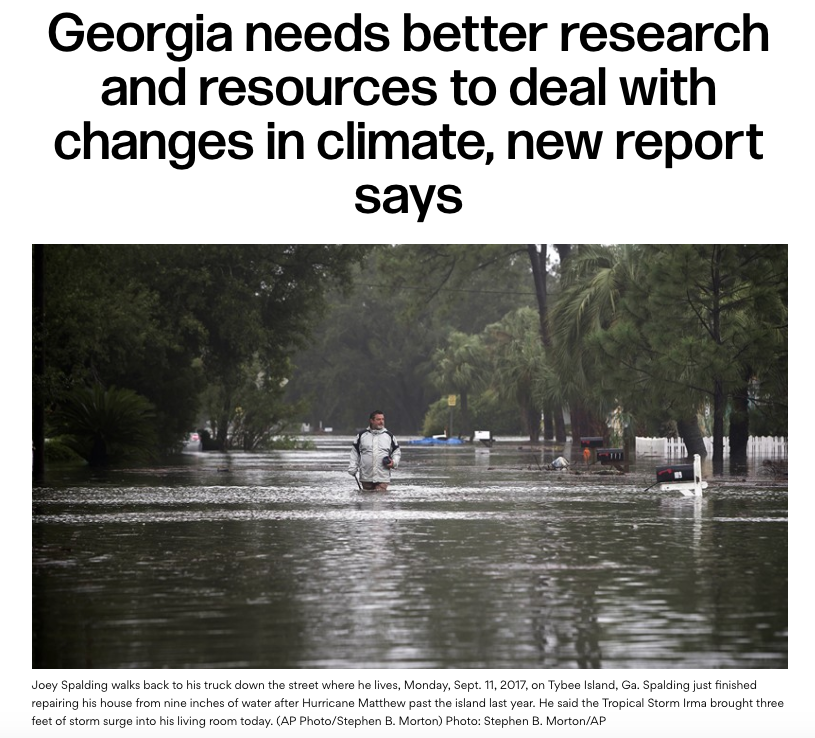 Georgia needs better research
and resources to deal with
changes in climate, new report
says
Joey Spalding walks back to his truck down the street where he lives, Monday, Sept. 11, 2017, on Tybee Island, Ga. Spalding just finished
repairing his house from nine inches of water after Hurricane Matthew past the island last year. He said the Tropical Storm Irma brought three
feet of storm surge into his living room today. (AP Photo/Stephen B. Morton) Photo: Stephen B. Morton/AP